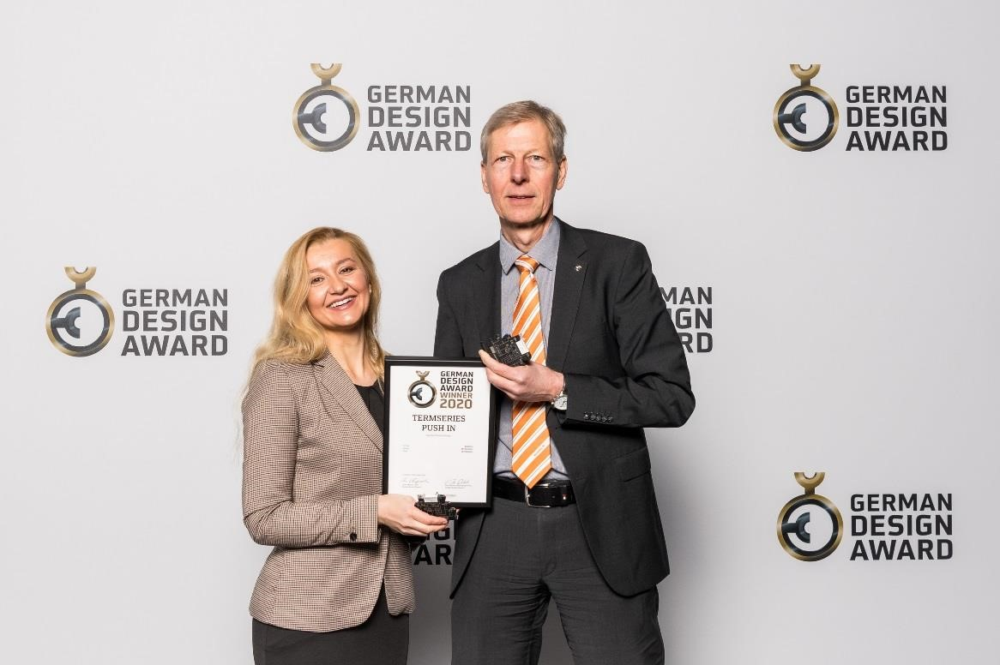 GERMAN
DESIGN
AWARD
GERMAN
DESIGN
AWARD
GERMAN
DESIGN
AWARD
MAN
IGN
RD
GERMAN
DESIGN
AWARD
WINNER
2020
TERMSERIES
PUSH IN
GERMAN
DESIGN
AWARD